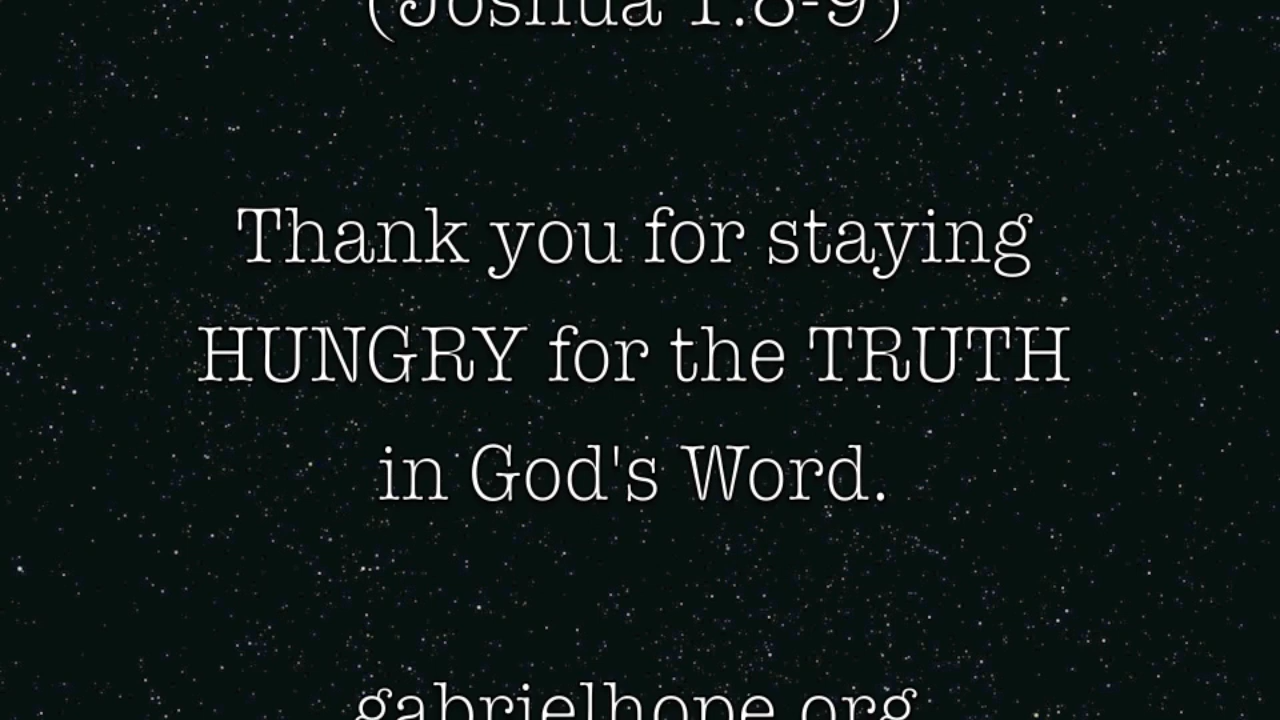 (Joshua 1:8-9)
Thank you for staying
HUNGRY for the TRUTH
in God's Word.
gabrielhope.org